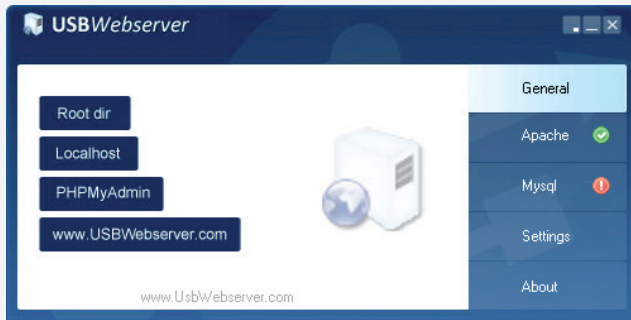 USBWebserver
General
Root dir
Apache
Localhost
PHPMyAdmin
Mysql
www.USBWebserver.com
Settings
www.UsbWebserver.com
About